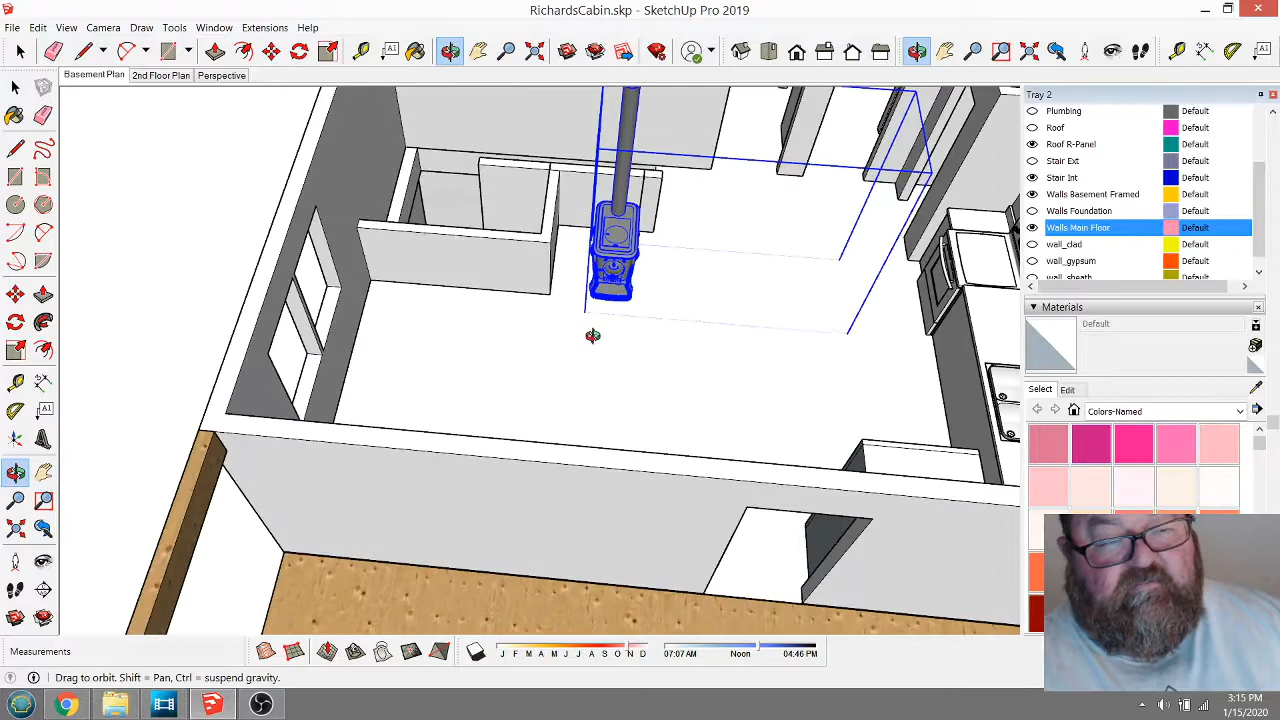 RichardsCabin.skp - SketchUp Pro 2019
File Edit View Camera Draw Tools Window Extensions Help
Basement Plan 2nd Floor Plan Perspective
Tray 2
Plumbing Default
Roof Default
Roof R-Panel Default
Stair Ext Default
Stair Int Default
Walls Basement Framed Default
Walls Foundation Default
Walls Main Floor Default
wall_clad Default
wall_gypsum Default
wall_sheath Default
Materials
Default
Select Edit
Colors-Named
Measurements
J F M A M J J A S O N D
07:07 AM Noon 04:46 PM
Drag to orbit. Shift = Pan, Ctrl = suspend gravity.
3:15 PM
1/15/2020